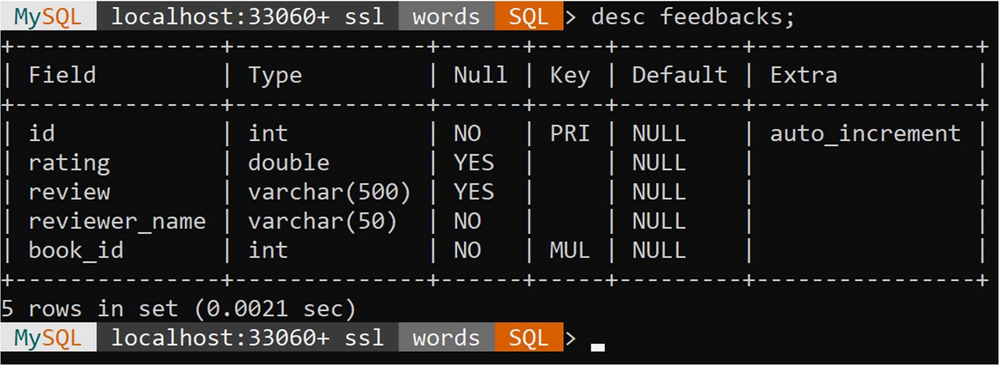 MySQL localhost:33060+ ssl words SQL > desc feedbacks;
+---------------+--------------+------+-----+---------+----------------+
| Field         | Type         | Null | Key | Default | Extra          |
+---------------+--------------+------+-----+---------+----------------+
| id            | int          | NO   | PRI | NULL    | auto_increment |
| rating        | double       | YES  |     | NULL    |                |
| review        | varchar(500) | YES  |     | NULL    |                |
| reviewer_name | varchar(50)  | NO   |     | NULL    |                |
| book_id       | int          | NO   | MUL | NULL    |                |
+---------------+--------------+------+-----+---------+----------------+
5 rows in set (0.0021 sec)
MySQL localhost:33060+ ssl words SQL > _